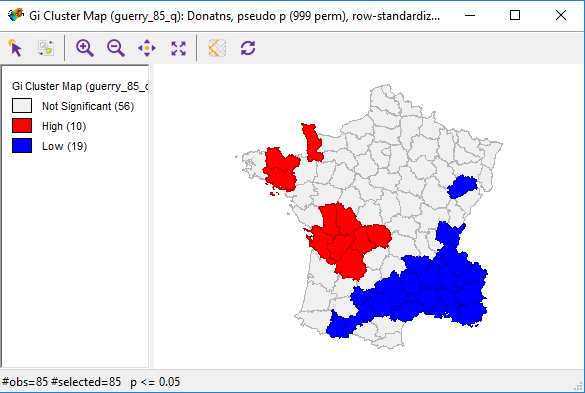 Gi Cluster Map (guerry_85_q): Donatns, pseudo p (999 perm), row-standardiz...
Gi Cluster Map (guerry_85_q
Not Significant (56)
High (10)
Low (19)
#obs=85 #selected=85 p <= 0.05